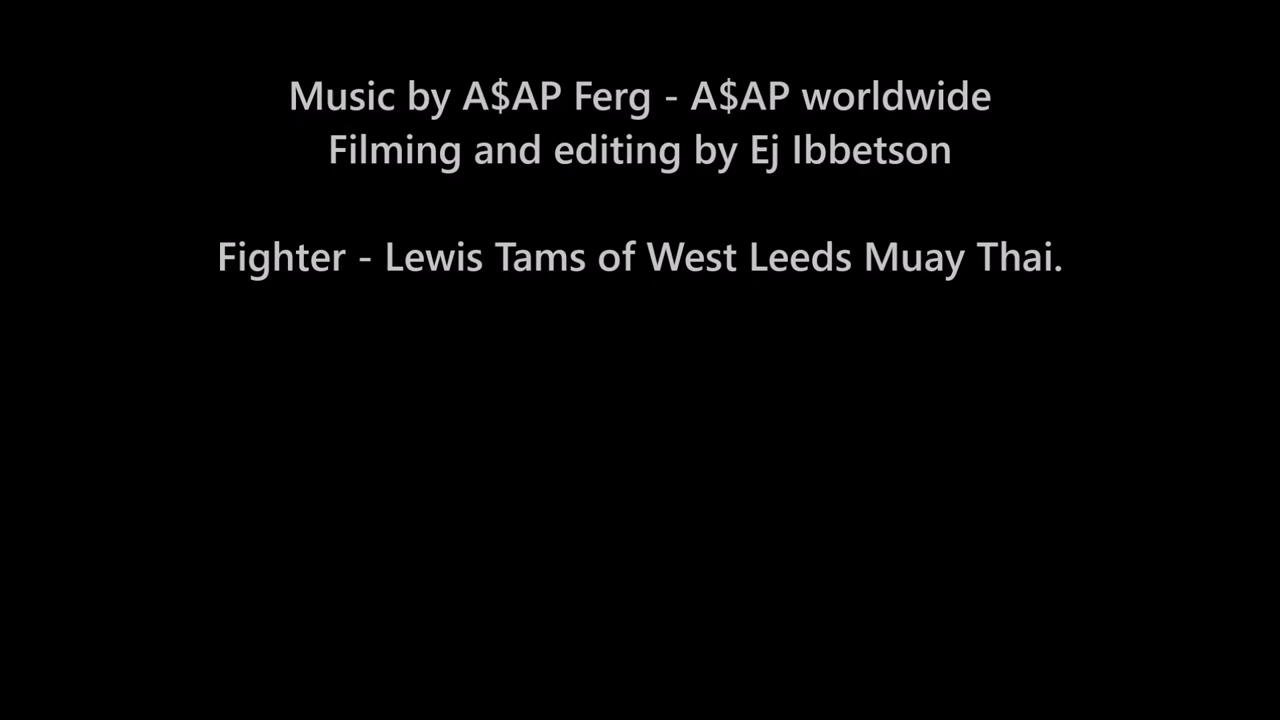 Music by A$AP Ferg - A$AP worldwide
Filming and editing by Ej Ibbetson
Fighter - Lewis Tams of West Leeds Muay Thai.